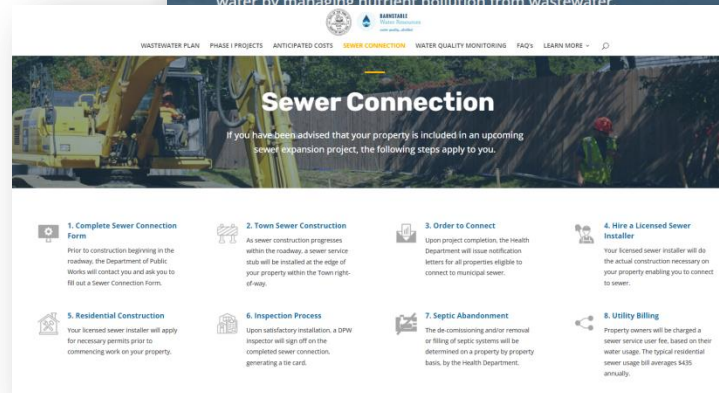 water by managing nutrient pollution from wastewater
BARNSTABLE
Water Resources
WASTEWATER PLAN PHASE I PROJECTS ANTICIPATED COSTS SEWER CONNECTION WATER QUALITY MONITORING FAQ's LEARN MORE
Sewer Connection
If you have been advised that your property is included in an upcoming
sewer expansion project, the following steps apply to you.
1. Complete Sewer Connection
Form
Prior to construction beginning in the
roadway, the Department of Public
Works will contact you and ask you to
fill out a Sewer Connection Form.
2. Town Sewer Construction
As sewer construction progresses
within the roadway, a sewer service
stub will be installed at the edge of
your property within the Town right-
of-way.
3. Order to Connect
Upon project completion, the Health
Department will issue notification
letters for all properties eligible to
connect to municipal sewer.
4. Hire a Licensed Sewer
Installer
Your licensed sewer installer will do
the actual construction necessary on
your property enabling you to connect
to sewer.
5. Residential Construction
Your licensed sewer installer will apply
for necessary permits prior to
commencing work on your property.
6. Inspection Process
Upon satisfactory installation, a DPW
inspector will sign off on the
completed sewer connection,
generating a tie card.
7. Septic Abandonment
The de-comissioning and/or removal
or filling of septic systems will be
determined on a property by property
basis, by the Health Department.
8. Utility Billing
Property owners will be charged a
sewer service user fee, based on their
water usage. The typical residential
sewer usage bill averages $435
annually.